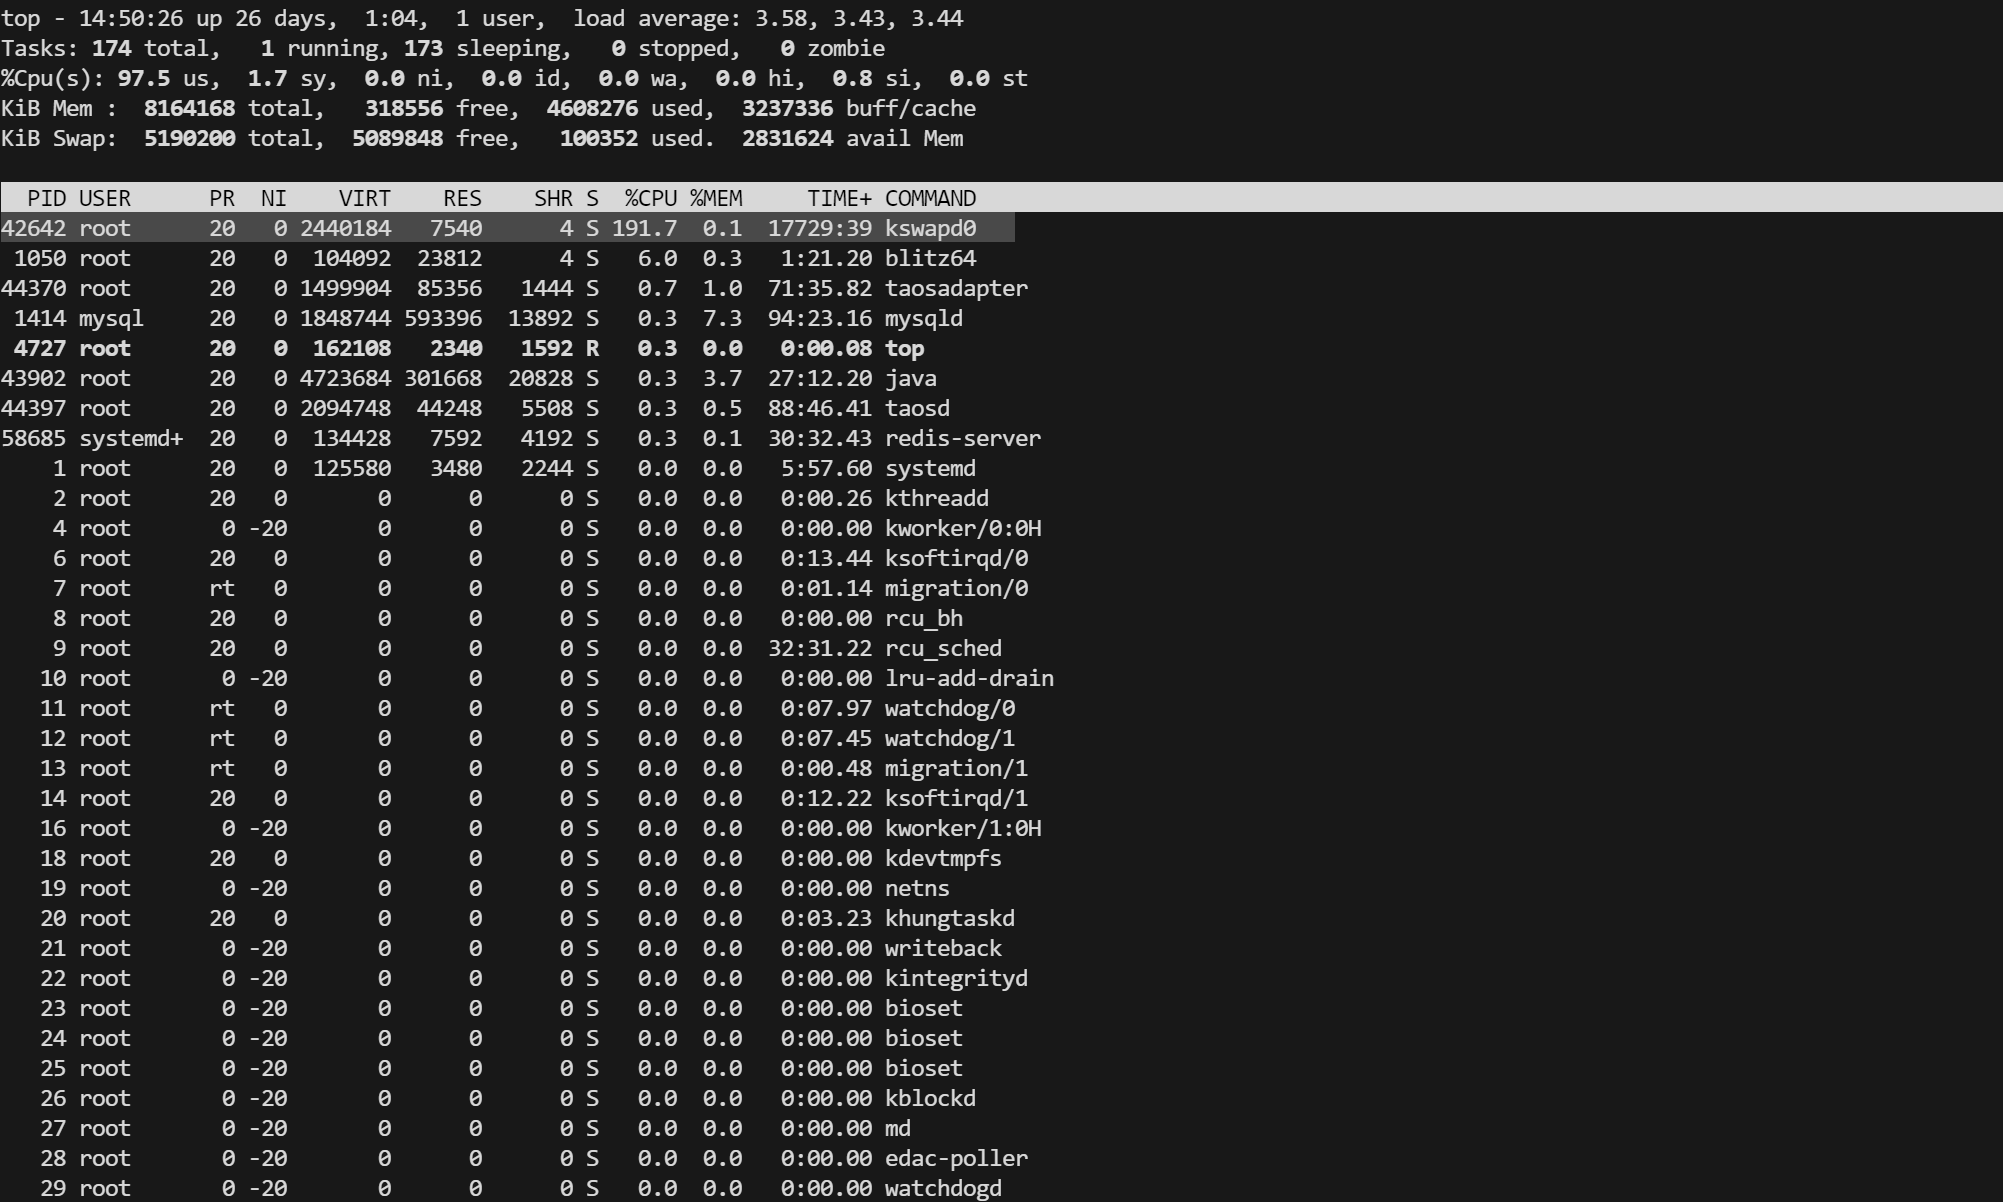 top - 14:50:26 up 26 days,  1:04,  1 user,  load average: 3.58, 3.43, 3.44
Tasks: 174 total,   1 running, 173 sleeping,   0 stopped,   0 zombie
%Cpu(s): 97.5 us,  1.7 sy,  0.0 ni,  0.0 id,  0.0 wa,  0.0 hi,  0.8 si,  0.0 st
KiB Mem :  8164168 total,   318556 free,  4608276 used,  3237336 buff/cache
KiB Swap:  5190200 total,  5089848 free,   100352 used.  2831624 avail Mem
  PID USER      PR  NI    VIRT    RES    SHR S  %CPU %MEM     TIME+ COMMAND
42642 root      20   0 2440184   7540      4 S 191.7  0.1  17729:39 kswapd0
 1050 root      20   0  104092  23812      4 S   6.0  0.3   1:21.20 blitz64
44370 root      20   0 1499904  85356   1444 S   0.7  1.0  71:35.82 taosadapter
 1414 mysql     20   0 1848744 593396  13892 S   0.3  7.3  94:23.16 mysqld
 4727 root      20   0  162108   2340   1592 R   0.3  0.0   0:00.08 top
43902 root      20   0 4723684 301668  20828 S   0.3  3.7  27:12.20 java
44397 root      20   0 2094748  44248   5508 S   0.3  0.5  88:46.41 taosd
58685 systemd+  20   0  134428   7592   4192 S   0.3  0.1  30:32.43 redis-server
    1 root      20   0  125580   3480   2244 S   0.0  0.0   5:57.60 systemd
    2 root      20   0       0      0      0 S   0.0  0.0   0:00.26 kthreadd
    4 root       0 -20       0      0      0 S   0.0  0.0   0:00.00 kworker/0:0H
    6 root      20   0       0      0      0 S   0.0  0.0   0:13.44 ksoftirqd/0
    7 root      rt   0       0      0      0 S   0.0  0.0   0:01.14 migration/0
    8 root      20   0       0      0      0 S   0.0  0.0   0:00.00 rcu_bh
    9 root      20   0       0      0      0 S   0.0  0.0  32:31.22 rcu_sched
   10 root       0 -20       0      0      0 S   0.0  0.0   0:00.00 lru-add-drain
   11 root      rt   0       0      0      0 S   0.0  0.0   0:07.97 watchdog/0
   12 root      rt   0       0      0      0 S   0.0  0.0   0:07.45 watchdog/1
   13 root      rt   0       0      0      0 S   0.0  0.0   0:00.48 migration/1
   14 root      20   0       0      0      0 S   0.0  0.0   0:12.22 ksoftirqd/1
   16 root       0 -20       0      0      0 S   0.0  0.0   0:00.00 kworker/1:0H
   18 root      20   0       0      0      0 S   0.0  0.0   0:00.00 kdevtmpfs
   19 root       0 -20       0      0      0 S   0.0  0.0   0:00.00 netns
   20 root      20   0       0      0      0 S   0.0  0.0   0:03.23 khungtaskd
   21 root       0 -20       0      0      0 S   0.0  0.0   0:00.00 writeback
   22 root       0 -20       0      0      0 S   0.0  0.0   0:00.00 kintegrityd
   23 root       0 -20       0      0      0 S   0.0  0.0   0:00.00 bioset
   24 root       0 -20       0      0      0 S   0.0  0.0   0:00.00 bioset
   25 root       0 -20       0      0      0 S   0.0  0.0   0:00.00 bioset
   26 root       0 -20       0      0      0 S   0.0  0.0   0:00.00 kblockd
   27 root       0 -20       0      0      0 S   0.0  0.0   0:00.00 md
   28 root       0 -20       0      0      0 S   0.0  0.0   0:00.00 edac-poller
   29 root       0 -20       0      0      0 S   0.0  0.0   0:00.00 watchdogd